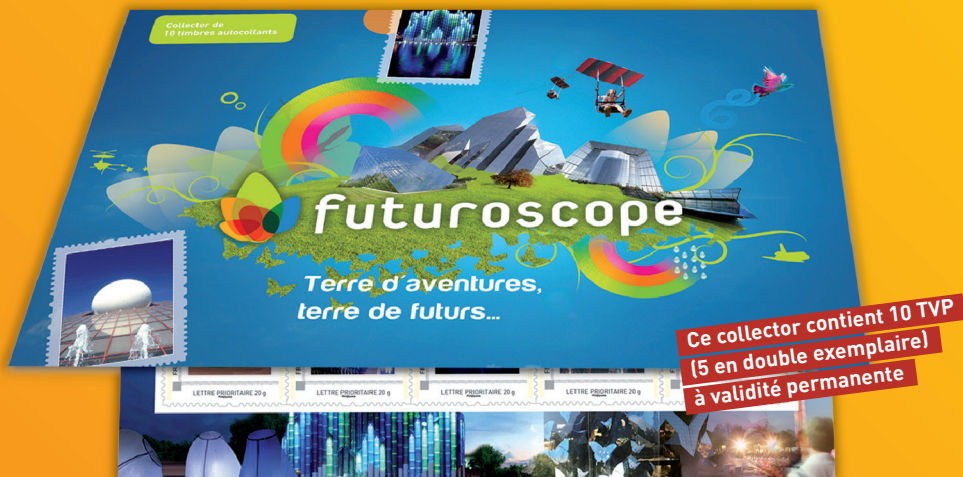 Collector de
10 timbres autocollants
futuroscope
Terre d'aventures,
terre de futurs...
Ce collector contient 10 TVP
(5 en double exemplaire)
à validité permanente
LETTRE PRIORITAIRE 20 g
LETTRE PRIORITAIRE 20 g
LETTRE PRIORITAIRE 20 g
LETTRE PRIORITAIRE 20 g